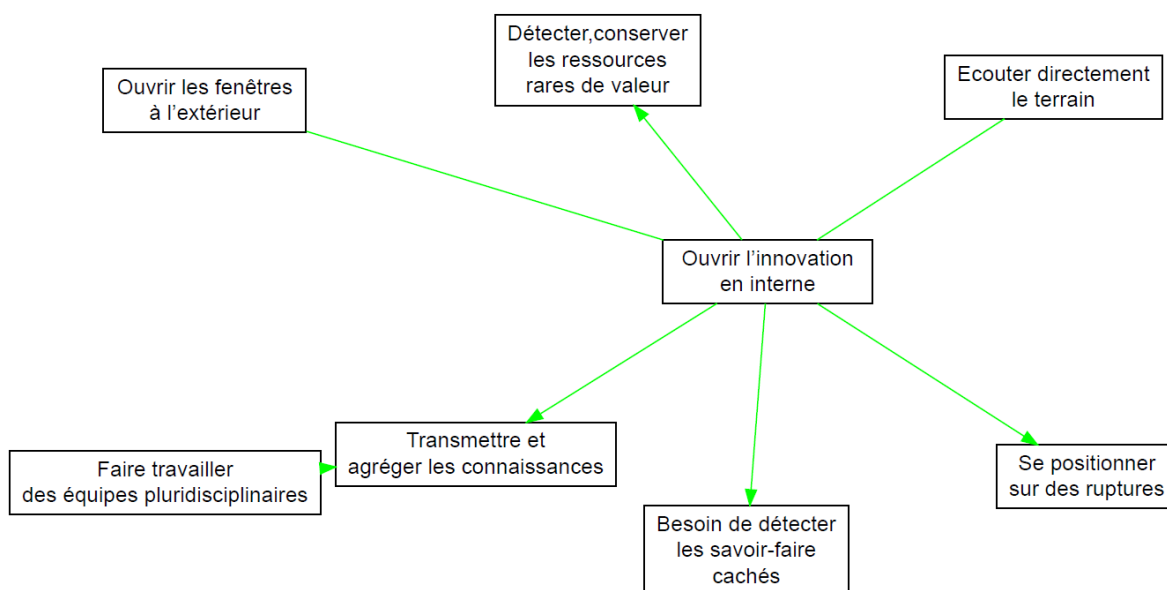 Détecter,conserver
les ressources
rares de valeur
Ouvrir les fenêtres
à l’extérieur
Ecouter directement
le terrain
Ouvrir l’innovation
en interne
Transmettre et
agréger les connaissances
Faire travailler
des équipes pluridisciplinaires
Se positionner
sur des ruptures
Besoin de détecter
les savoir-faire
cachés